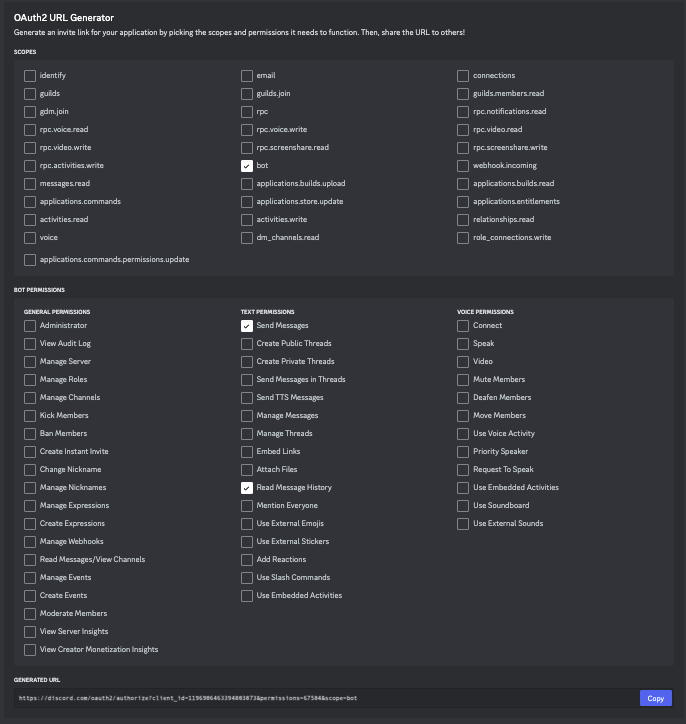 OAuth2 URL Generator
Generate an invite link for your application by picking the scopes and permissions it needs to function. Then, share the URL to others!
SCOPES
identify email connections
guilds guilds.join guilds.members.read
gdm.join rpc rpc.notifications.read
rpc.voice.read rpc.voice.write rpc.video.read
rpc.video.write rpc.screenshare.read rpc.screenshare.write
rpc.activities.write bot webhook.incoming
messages.read applications.builds.upload applications.builds.read
applications.commands applications.store.update applications.entitlements
activities.read activities.write relationships.read
voice dm_channels.read role_connections.write
applications.commands.permissions.update
BOT PERMISSIONS
GENERAL PERMISSIONS
Administrator
View Audit Log
Manage Server
Manage Roles
Manage Channels
Kick Members
Ban Members
Create Instant Invite
Change Nickname
Manage Nicknames
Manage Expressions
Create Expressions
Manage Webhooks
Read Messages/View Channels
Manage Events
Create Events
Moderate Members
View Server Insights
View Creator Monetization Insights
TEXT PERMISSIONS
Send Messages
Create Public Threads
Create Private Threads
Send Messages in Threads
Send TTS Messages
Manage Messages
Manage Threads
Embed Links
Attach Files
Read Message History
Mention Everyone
Use External Emojis
Use External Stickers
Add Reactions
Use Slash Commands
Use Embedded Activities
VOICE PERMISSIONS
Connect
Speak
Video
Mute Members
Deafen Members
Move Members
Use Voice Activity
Priority Speaker
Request To Speak
Use Embedded Activities
Use Soundboard
Use External Sounds
GENERATED URL
Copy